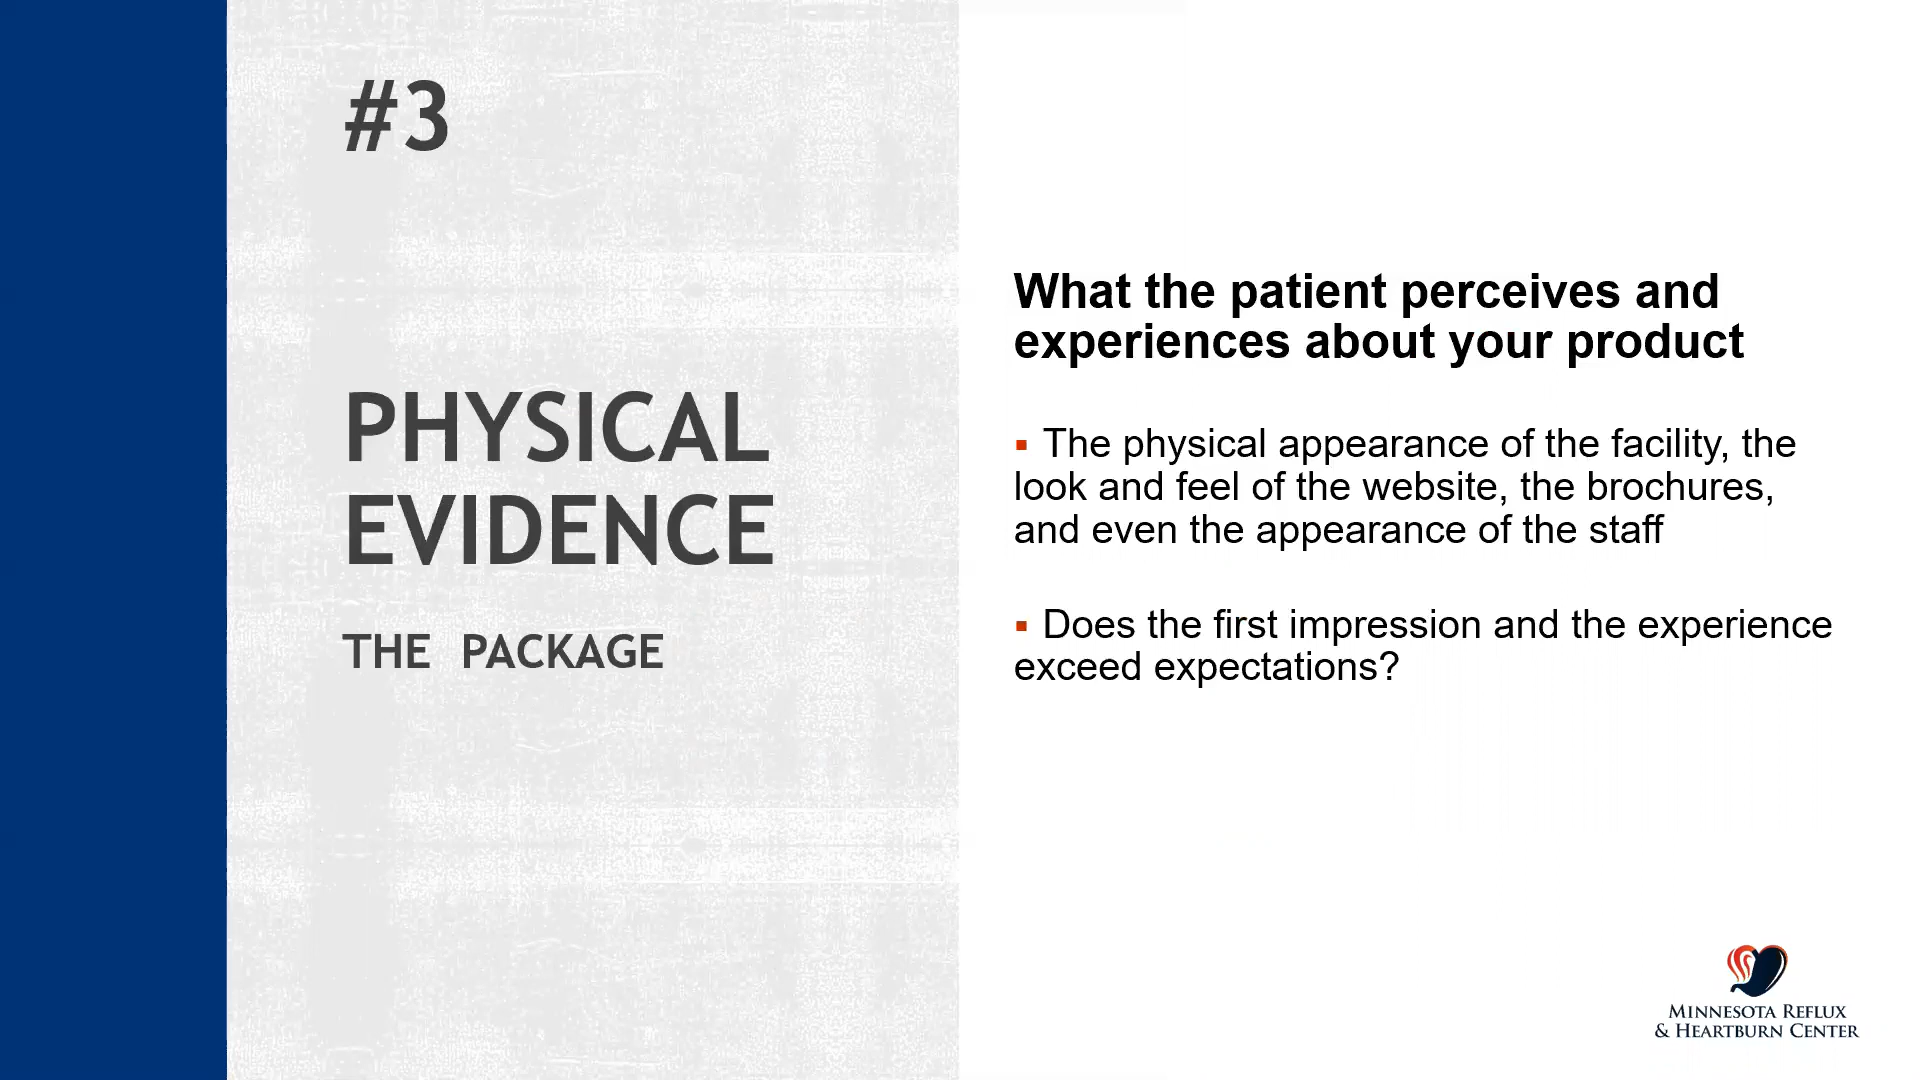 #3
PHYSICAL
EVIDENCE
THE PACKAGE
What the patient perceives and
experiences about your product
▪ The physical appearance of the facility, the
look and feel of the website, the brochures,
and even the appearance of the staff
▪ Does the first impression and the experience
exceed expectations?
MINNESOTA REFLUX
& HEARTBURN CENTER